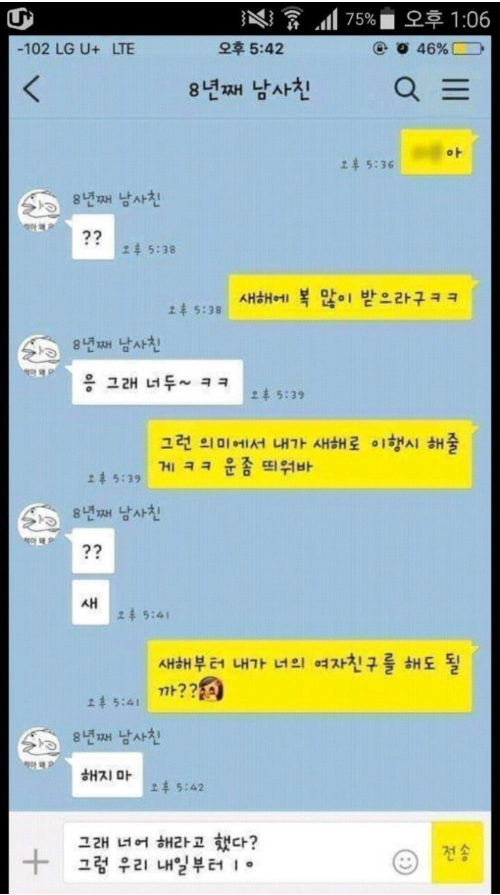 75% 오후 1:06
-102 LG U+ LTE 오후 5:42 46%
8년째 남사친
아
오후 5:36
8년째 남사친
??
오후 5:38
새해에 복 많이 받으라구ㅋㅋ
오후 5:38
8년째 남사친
응 그래 너두~ ㅋㅋ
오후 5:39
그런 의미에서 내가 새해로 이행시 해줄
게 ㅋㅋ 운좀 띄워바
오후 5:39
8년째 남사친
??
새
오후 5:41
새해부터 내가 너의 여자친구를 해도 될
까??
오후 5:41
8년째 남사친
해지마
오후 5:42
그래 너어 해라고 했다?
그럼 우리 내일부터 ㅣㅇ
전송